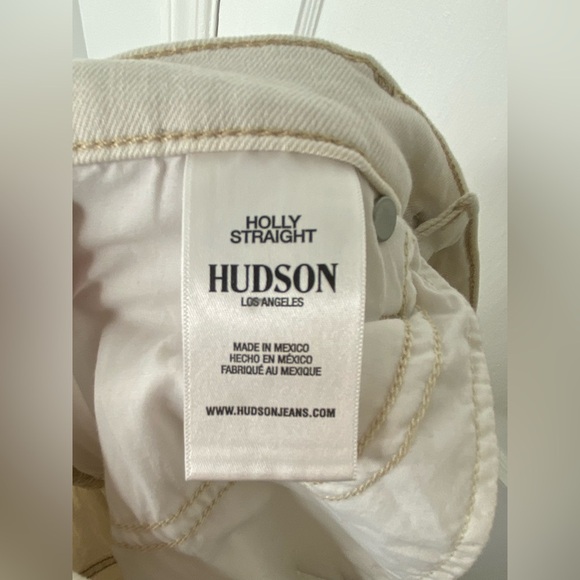 HOLLY
STRAIGHT
HUDSON
LOS ANGELES
MADE IN MEXICO
HECHO EN MÉXICO
FABRIQUÉ AU MEXIQUE
WWW.HUDSONJEANS.COM